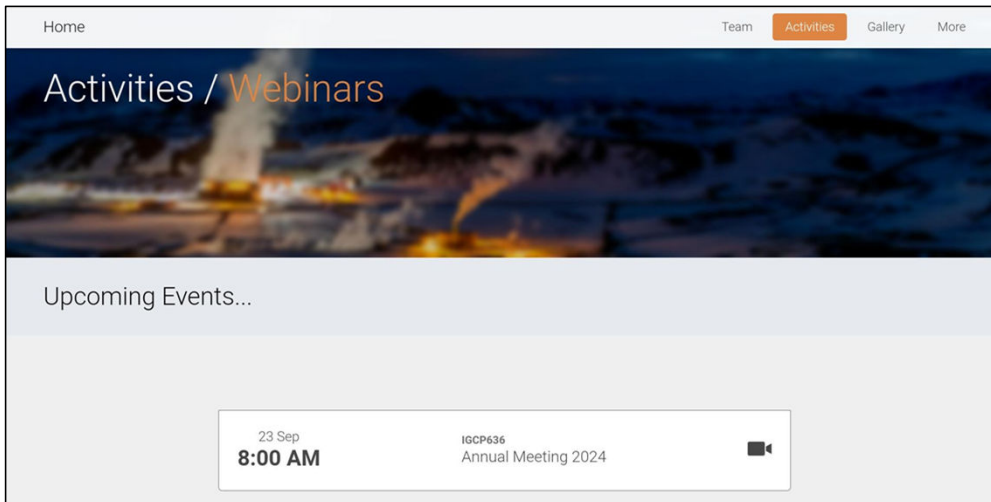 Home Team Activities Gallery More
Activities / Webinars
Upcoming Events...
23 Sep
8:00 AM
IGCP636
Annual Meeting 2024